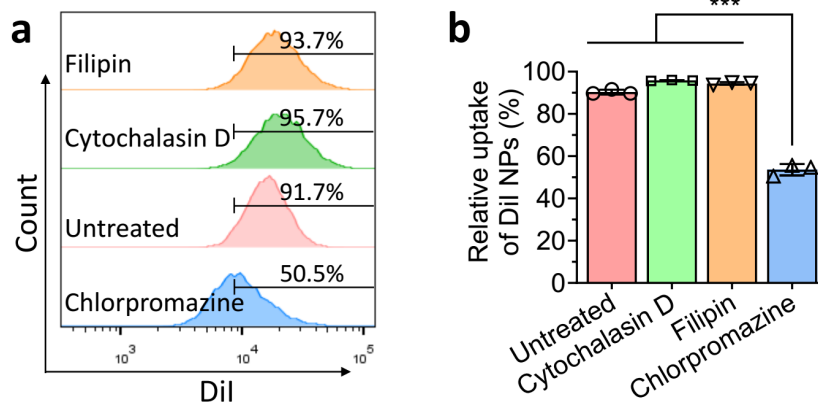 a
Filipin
93.7%
Cytochalasin D
95.7%
Untreated
91.7%
Chlorpromazine
50.5%
Count
10³
10⁴
10⁵
DiI
b
***
Relative uptake
of DiI NPs (%)
100
80
60
40
20
0
Untreated
Cytochalasin D
Filipin
Chlorpromazine